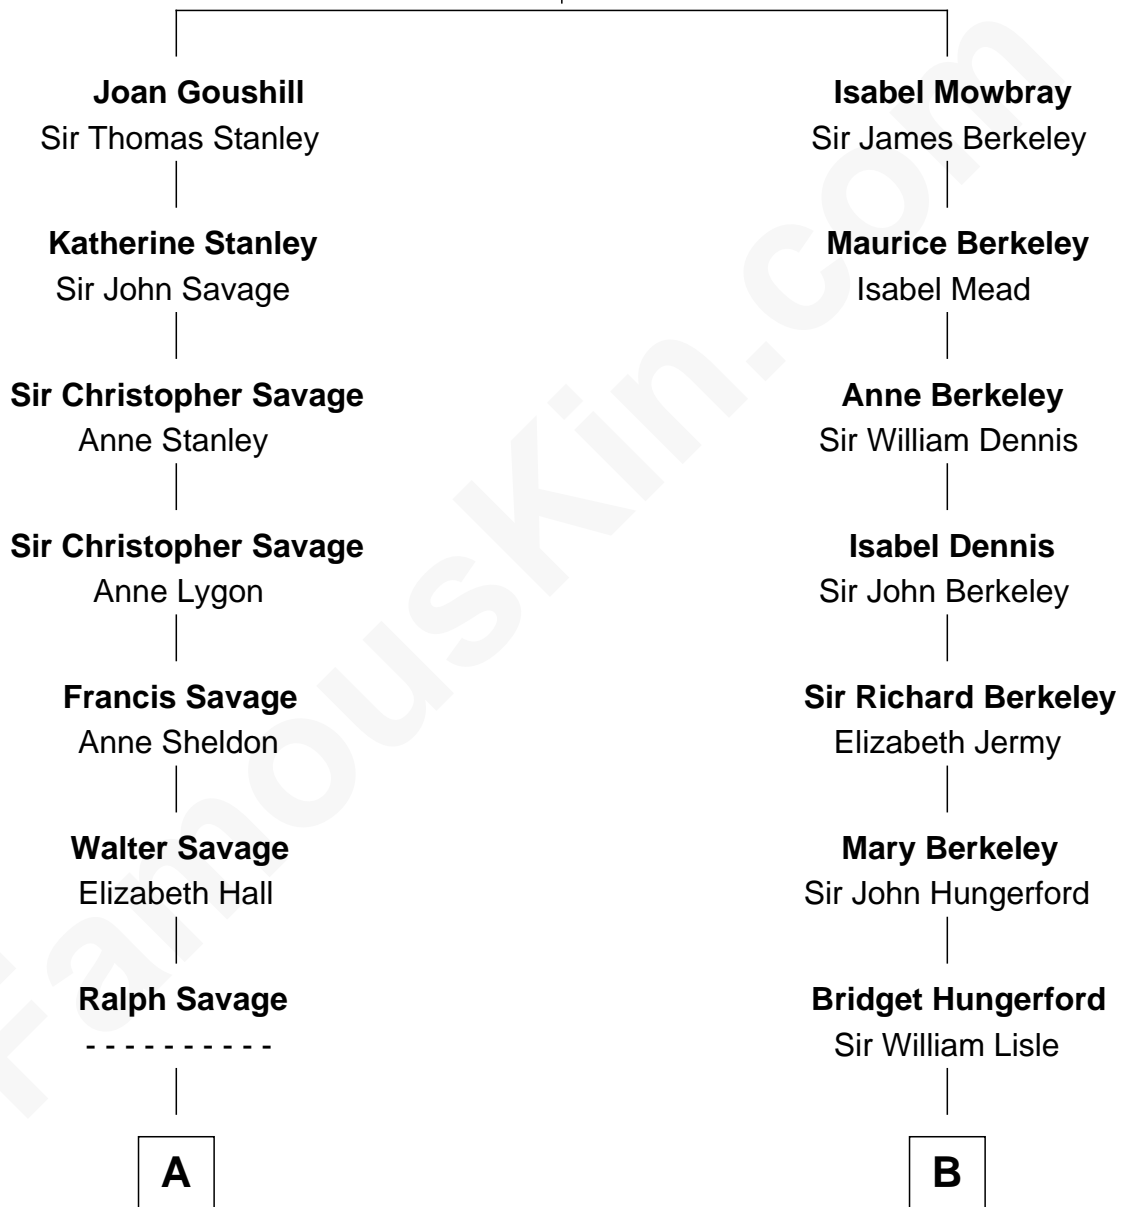 Joan Goushill
Sir Thomas Stanley
Katherine Stanley
Sir John Savage
Sir Christopher Savage
Anne Stanley
Sir Christopher Savage
Anne Lygon
Francis Savage
Anne Sheldon
Walter Savage
Elizabeth Hall
Ralph Savage
- - - - - - - - - -
A
Isabel Mowbray
Sir James Berkeley
Maurice Berkeley
Isabel Mead
Anne Berkeley
Sir William Dennis
Isabel Dennis
Sir John Berkeley
Sir Richard Berkeley
Elizabeth Jermy
Mary Berkeley
Sir John Hungerford
Bridget Hungerford
Sir William Lisle
B
FamousKin.com